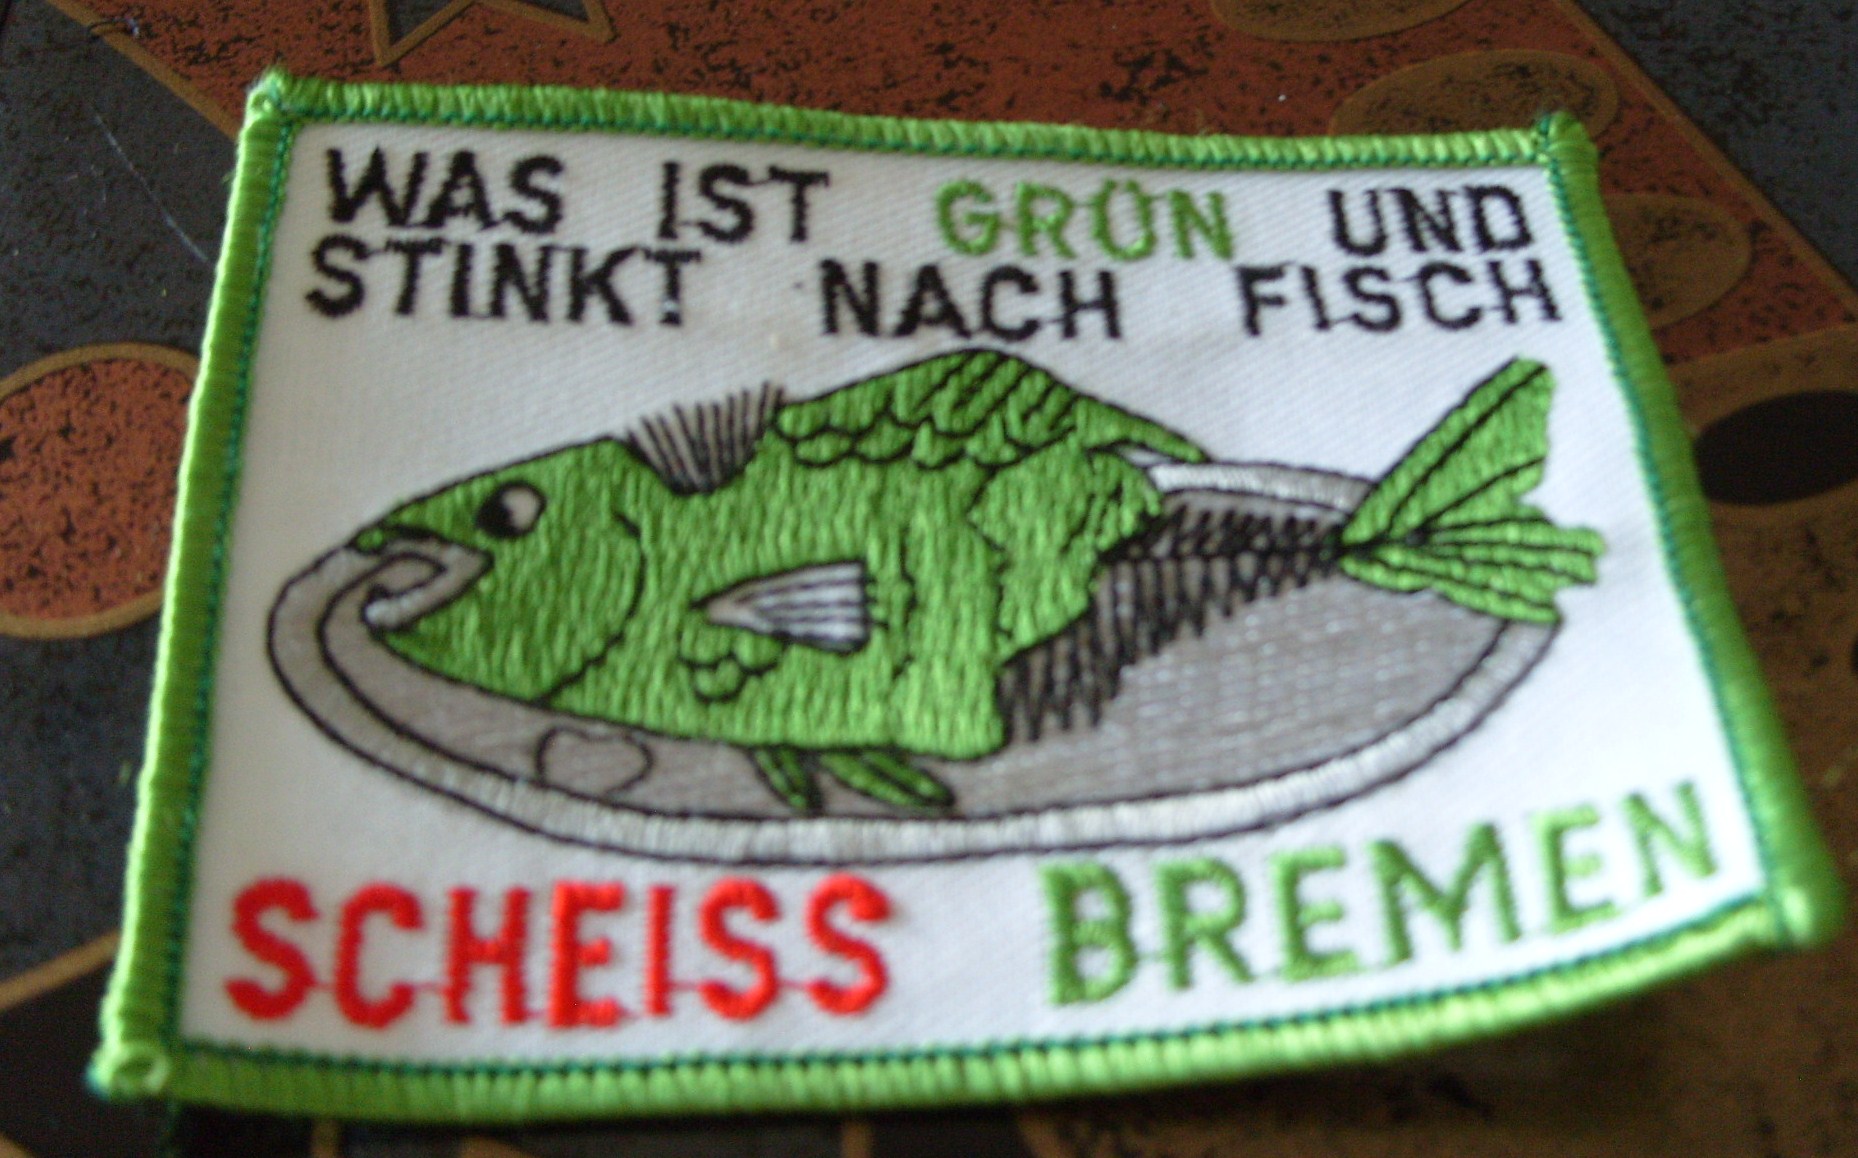 WAS IST GRÜN UND
STINKT NACH FISCH
SCHEISS BREMEN